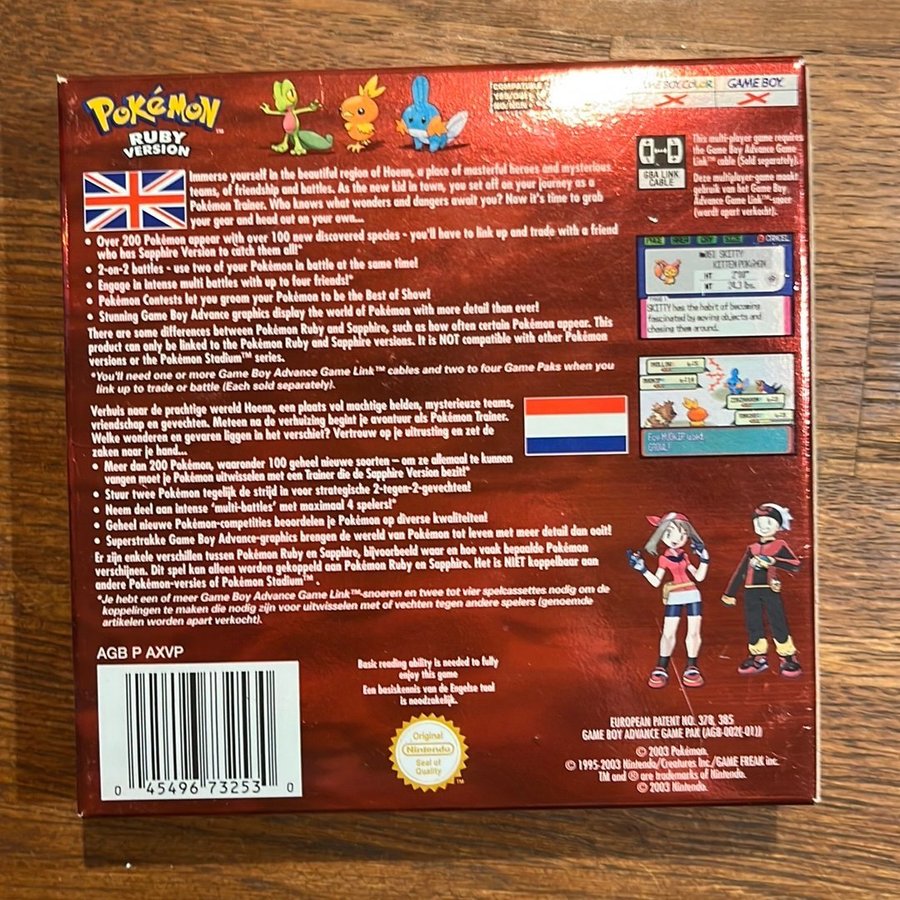 POKéMON™
RUBY
VERSION
COMPATIBLE
GAME BOY COLOR
GAME BOY™
Immerse yourself in the beautiful region of Hoenn, a place of masterful heroes and mysterious
teams, of friendship and battles. As the new kid in town, you set off on your journey as a
Pokémon Trainer. Who knows what wonders and dangers await you? Now it's time to grab
your gear and head out on your own...
• Over 200 Pokémon appear with over 100 new discovered species - you'll have to link up and trade with a friend
who has Sapphire Version to catch them all!*
• 2-on-2 battles - use two of your Pokémon in battle at the same time!
• Engage in intense multi battles with up to four friends!*
• Pokémon Contests let you groom your Pokémon to be the Best of Show!
• Stunning Game Boy Advance graphics display the world of Pokémon with more detail than ever!
There are some differences between Pokémon Ruby and Sapphire, such as how often certain Pokémon appear. This
product can only be linked to the Pokémon Ruby and Sapphire versions. It is NOT compatible with other Pokémon
versions or the Pokémon Stadium™ series.
*You'll need one or more Game Boy Advance Game Link™ cables and two to four Game Paks when you
link up to trade or battle (Each sold separately).
Verhuis naar de prachtige wereld Hoenn, een plaats vol machtige helden, mysterieuze teams,
vriendschap en gevechten. Meteen na de verhuizing begint je avontuur als Pokémon Trainer.
Welke wonderen en gevaren liggen in het verschiet? Vertrouw op je uitrusting en zet de
zaken naar je hand...
• Meer dan 200 Pokémon, waaronder 100 geheel nieuwe soorten – om ze allemaal te kunnen
vangen moet je Pokémon uitwisselen met een Trainer die de Sapphire Version bezit!*
• Stuur twee Pokémon tegelijk de strijd in voor strategische 2-tegen-2-gevechten!
• Neem deel aan intense 'multi-battles' met maximaal 4 spelers!*
• Geheel nieuwe Pokémon-competities beoordelen je Pokémon op diverse kwaliteiten!
• Superstrakke Game Boy Advance-graphics brengen de wereld van Pokémon tot leven met meer detail dan ooit!
Er zijn enkele verschillen tussen Pokémon Ruby en Sapphire, bijvoorbeeld waar en hoe vaak bepaalde Pokémon
verschijnen. Dit spel kan alleen worden gekoppeld aan Pokémon Ruby en Sapphire. Het is NIET koppelbaar aan
andere Pokémon-versies of Pokémon Stadium™ .
*Je hebt een of meer Game Boy Advance Game Link™-snoeren en twee tot vier spelcassettes nodig om de
koppelingen te maken die nodig zijn voor uitwisselen met of vechten tegen andere spelers (genoemde
artikelen worden apart verkocht).
GBA LINK
CABLE
This multi-player game requires
the Game Boy Advance Game
Link™ cable (Sold separately).
Deze multiplayer-game maakt
gebruik van het Game Boy
Advance Game Link™-snoer
(wordt apart verkocht).
PAGE AREA CRY SIZE CANCEL
SKITTY
KITTEN POKéMON
HT 2'00"
WT 24.3 lbs.
SKITTY has the habit of becoming
fascinated by moving objects and
chasing them around.
Foe MUDKIP used
GROWL!
AGB P AXVP
0 45496 73253 0
Basic reading ability is needed to fully
enjoy this game
Een basiskennis van de Engelse taal
is noodzakelijk.
Original
Nintendo
Seal of
Quality
™
EUROPEAN PATENT NO. 378, 385
GAME BOY ADVANCE GAME PAK (AGB-002(-01))
© 2003 Pokémon.
© 1995-2003 Nintendo/Creatures Inc./GAME FREAK inc.
TM and ® are trademarks of Nintendo.
© 2003 Nintendo.